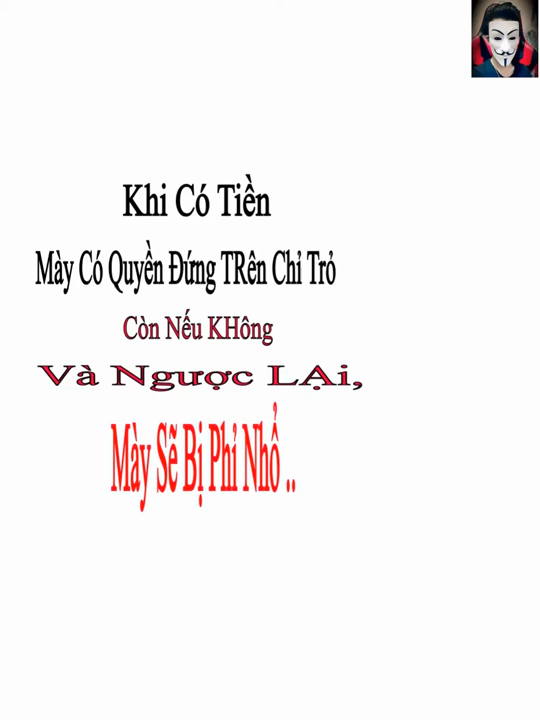 Khi Có Tiền
Mày Có Quyền Đứng TRên Chỉ Trỏ
Còn Nếu KHông
Và Ngược LẠi,
Mày Sẽ Bị Phỉ Nhổ ..